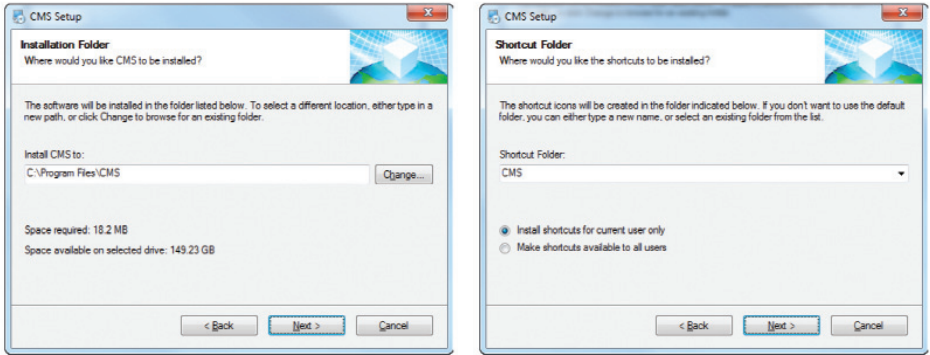 CMS Setup
Installation Folder
Where would you like CMS to be installed?
The software will be installed in the folder listed below. To select a different location, either type in a
new path, or click Change to browse for an existing folder.
Install CMS to:
C:\Program Files\CMS
Change...
Space required: 18.2 MB
Space available on selected drive: 149.23 GB
< Back
Next >
Cancel
CMS Setup
Shortcut Folder
Where would you like the shortcuts to be installed?
The shortcut icons will be created in the folder indicated below. If you don't want to use the default
folder, you can either type a new name, or select an existing folder from the list.
Shortcut Folder:
CMS
Install shortcuts for current user only
Make shortcuts available to all users
< Back
Next >
Cancel